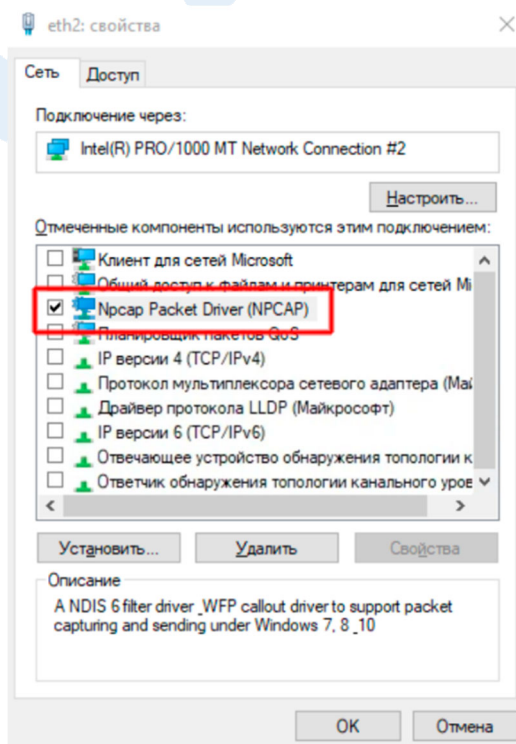 eth2: свойства
Сеть Доступ
Подключение через:
Intel(R) PRO/1000 MT Network Connection #2
Настроить...
Отмеченные компоненты используются этим подключением:
Клиент для сетей Microsoft
Общий доступ к файлам и принтерам для сетей Mi
Npcap Packet Driver (NPCAP)
Планировщик пакетов QoS
IP версии 4 (TCP/IPv4)
Протокол мультиплексора сетевого адаптера (Май
Драйвер протокола LLDP (Майкрософт)
IP версии 6 (TCP/IPv6)
Отвечающее устройство обнаружения топологии к
Ответчик обнаружения топологии канального уров
Установить... Удалить Свойства
Описание
A NDIS 6 filter driver _WFP callout driver to support packet
capturing and sending under Windows 7, 8 _10
OK Отмена